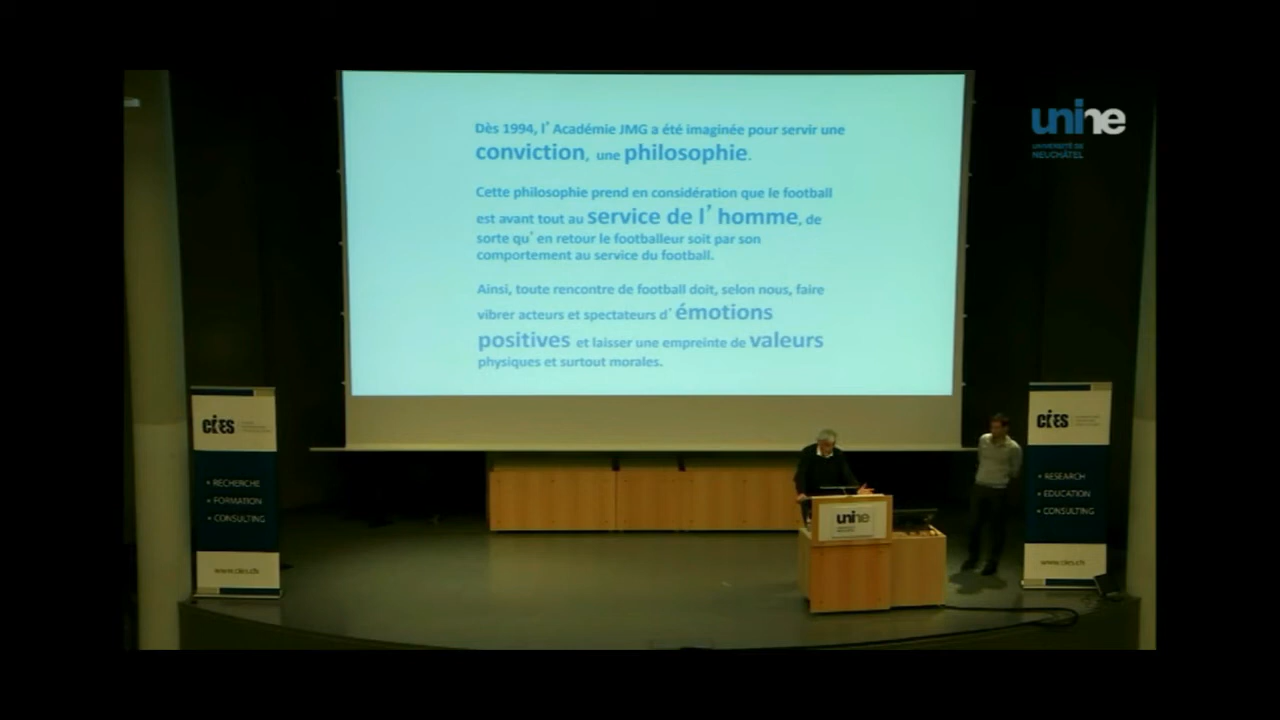 Dès 1994, l’ Académie JMG a été imaginée pour servir une
conviction, une philosophie.
Cette philosophie prend en considération que le football
est avant tout au service de l’ homme, de
sorte qu’ en retour le footballeur soit par son
comportement au service du football.
Ainsi, toute rencontre de football doit, selon nous, faire
vibrer acteurs et spectateurs d’ émotions
positives et laisser une empreinte de valeurs
physiques et surtout morales.
unine
UNIVERSITÉ DE
NEUCHÂTEL
CIES
• RECHERCHE
• FORMATION
• CONSULTING
www.cies.ch
unine
CIES
• RESEARCH
• EDUCATION
• CONSULTING
www.cies.ch